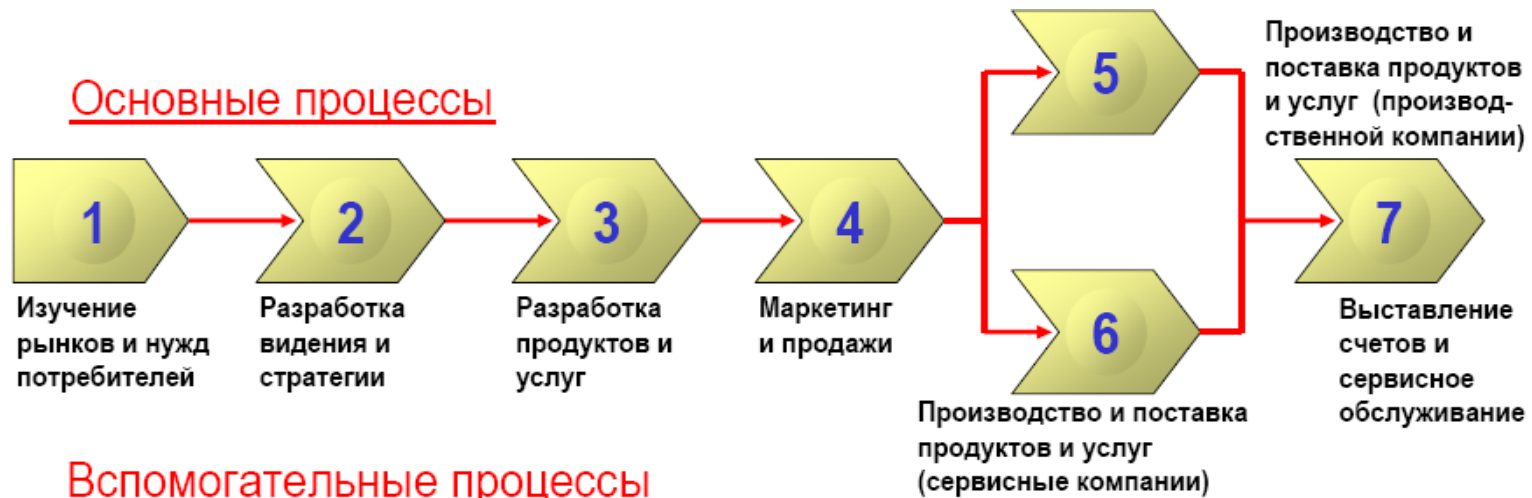 Основные процессы
1
Изучение
рынков и нужд
потребителей
2
Разработка
видения и
стратегии
3
Разработка
продуктов и
услуг
4
Маркетинг
и продажи
5
Производство и
поставка продуктов
и услуг (производ-
ственной компании)
6
Производство и поставка
продуктов и услуг
(сервисные компании)
7
Выставление
счетов и
сервисное
обслуживание
Вспомогательные процессы